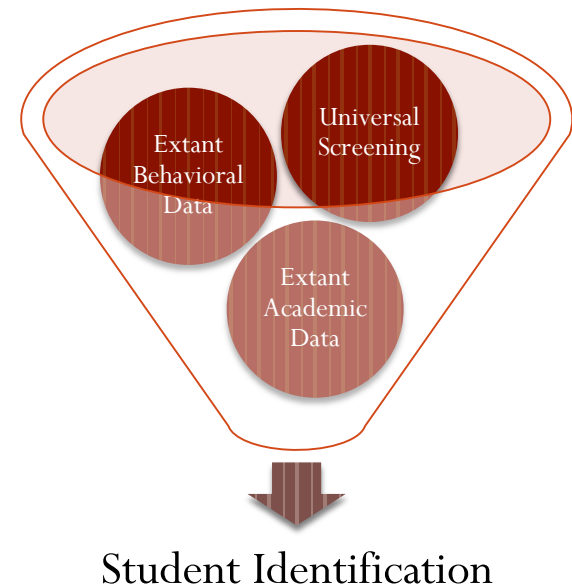 Universal
Screening
Extant
Behavioral
Data
Extant
Academic
Data
Student Identification